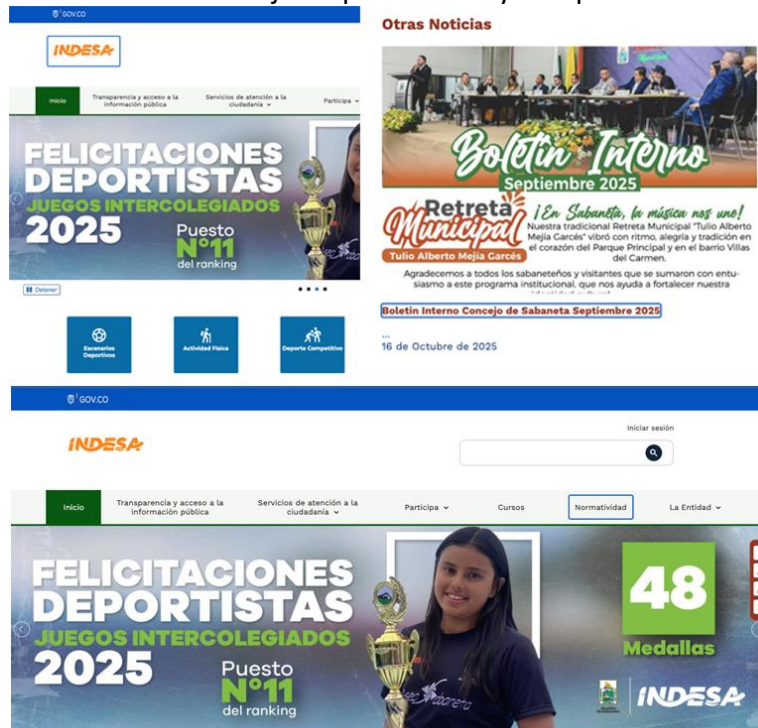 GOV.CO
INDESA
Inicio
Transparencia y acceso a la
información pública
Servicios de atención a la
ciudadanía
Participa
FELICITACIONES
DEPORTISTAS
JUEGOS INTERCOLEGIADOS
2025
Puesto
N°11
del ranking
Detener
Escenarios
Deportivos
Actividad Física
Deporte Competitivo
Otras Noticias
Boletín Interno
Septiembre 2025
Retreta
Municipal
Tulio Alberto Mejía Garcés
¡En Sabaneta, la música nos une!
Nuestra tradicional Retreta Municipal "Tulio Alberto
Mejía Garcés" vibró con ritmo, alegría y tradición en
el corazón del Parque Principal y en el barrio Villas
del Carmen.
Agradecemos a todos los sabaneteños y visitantes que se sumaron con entu-
siasmo a este programa institucional, que nos ayuda a fortalecer nuestra
Boletin Interno Concejo de Sabaneta Septiembre 2025
...
16 de Octubre de 2025
GOV.CO
INDESA
Iniciar sesión
Inicio
Transparencia y acceso a la
información pública
Servicios de atención a la
ciudadanía
Participa
Cursos
Normatividad
La Entidad
FELICITACIONES
DEPORTISTAS
JUEGOS INTERCOLEGIADOS
2025
Puesto
N°11
del ranking
48
Medallas
INDESA